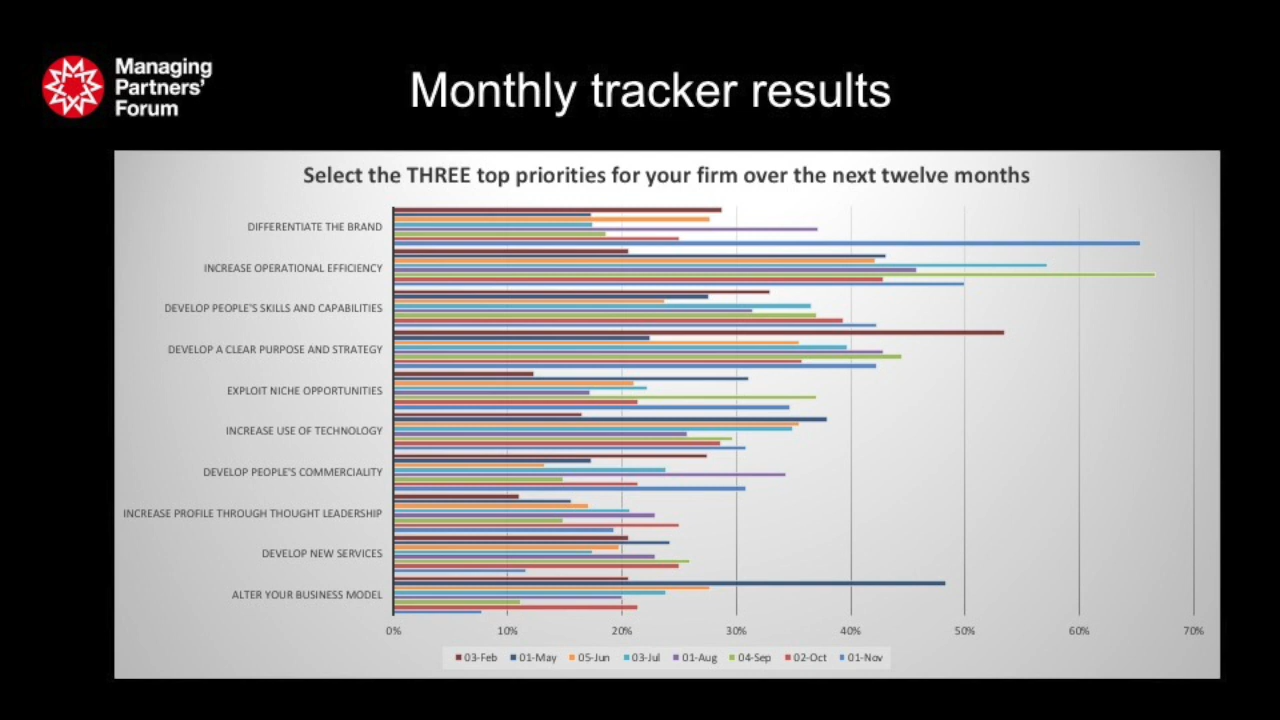 Managing
Partners'
Forum
Monthly tracker results
Select the THREE top priorities for your firm over the next twelve months
DIFFERENTIATE THE BRAND
INCREASE OPERATIONAL EFFICIENCY
DEVELOP PEOPLE'S SKILLS AND CAPABILITIES
DEVELOP A CLEAR PURPOSE AND STRATEGY
EXPLOIT NICHE OPPORTUNITIES
INCREASE USE OF TECHNOLOGY
DEVELOP PEOPLE'S COMMERCIALITY
INCREASE PROFILE THROUGH THOUGHT LEADERSHIP
DEVELOP NEW SERVICES
ALTER YOUR BUSINESS MODEL
0% 10% 20% 30% 40% 50% 60% 70%
03-Feb 01-May 05-Jun 03-Jul 01-Aug 04-Sep 02-Oct 01-Nov